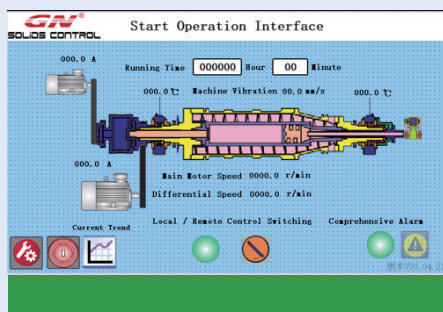 GN®
SOLIDS CONTROL
Start Operation Interface
000.0 A
Running Time 000000 Hour 00 Minute
000.0℃ Machine Vibration 00.0 mm/s 000.0℃
000.0 A
Main Motor Speed 0000.0 r/min
Differential Speed 0000.0 r/min
Local / Remote Control Switching Comprehensive Alarm
Current Trend